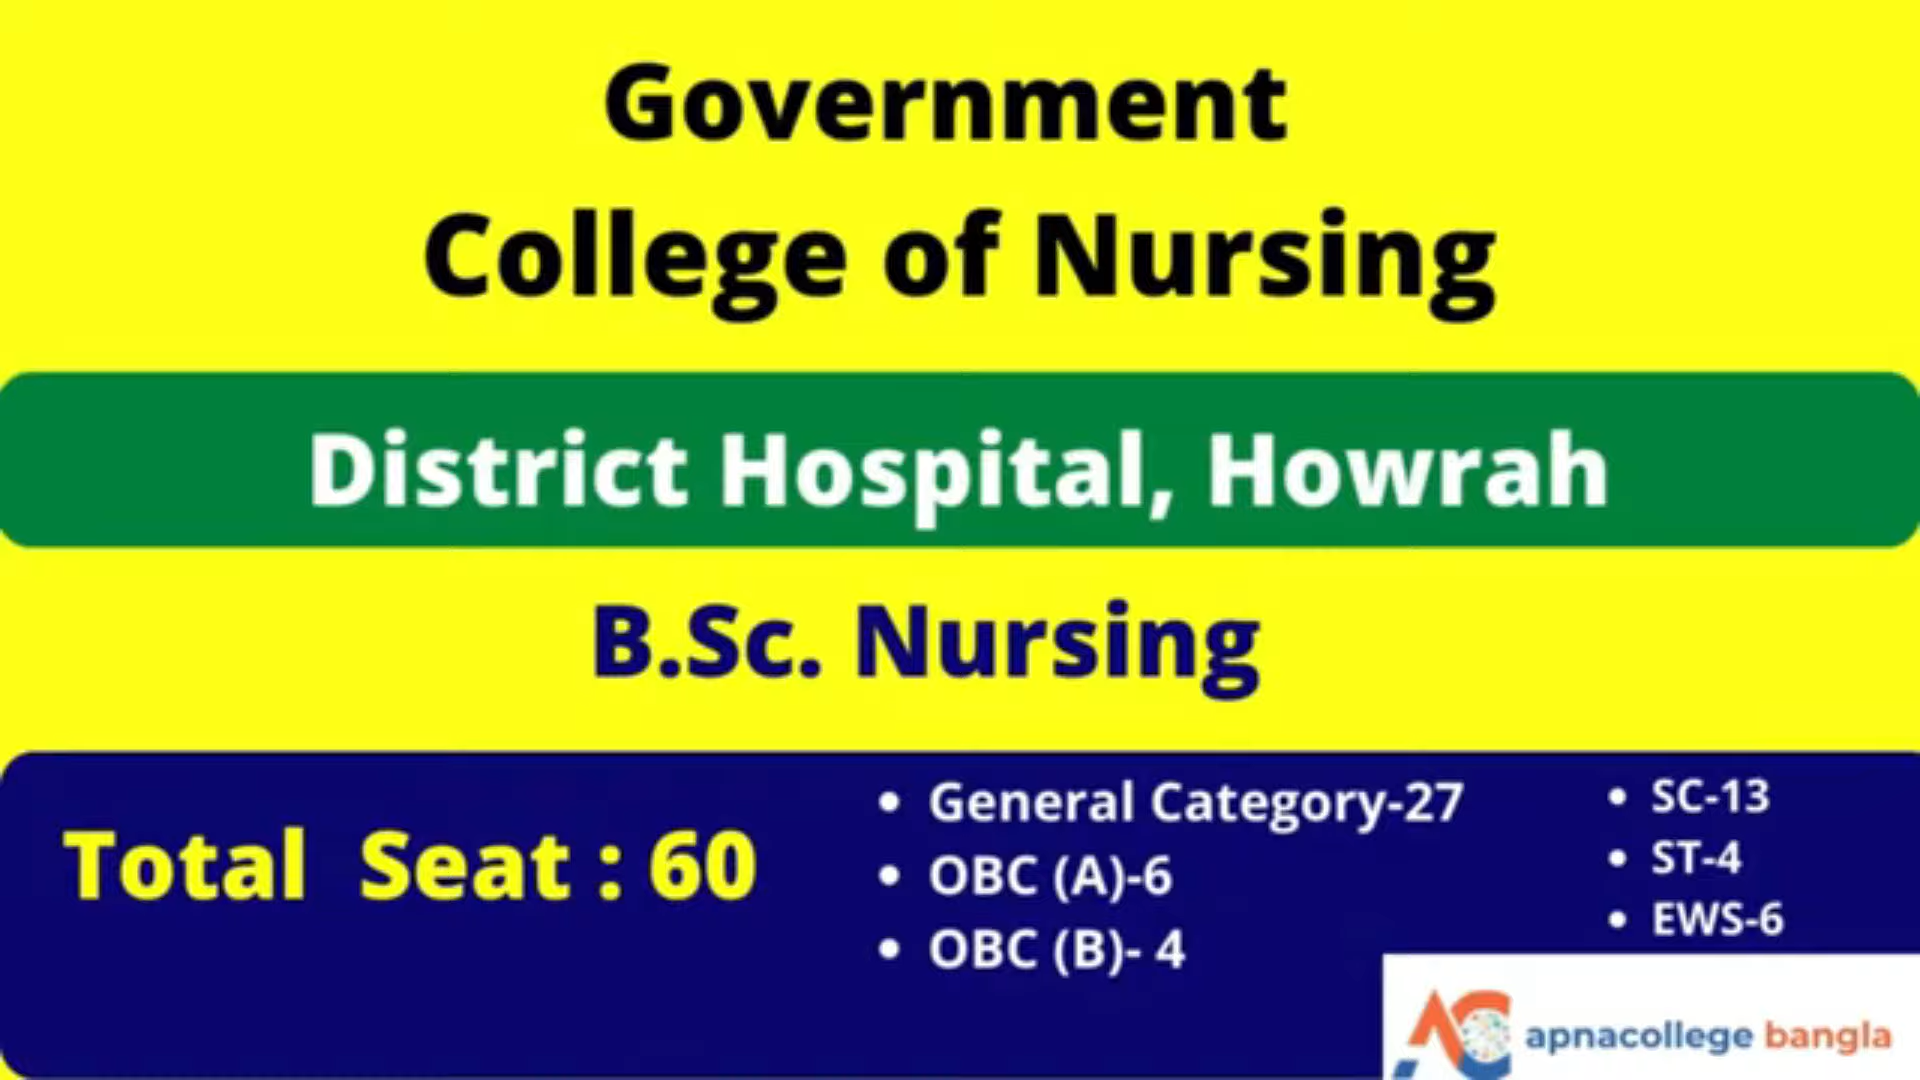 Government
College of Nursing
District Hospital, Howrah
B.Sc. Nursing
Total Seat : 60
• General Category-27
• OBC (A)-6
• OBC (B)- 4
• SC-13
• ST-4
• EWS-6
apnacollege bangla